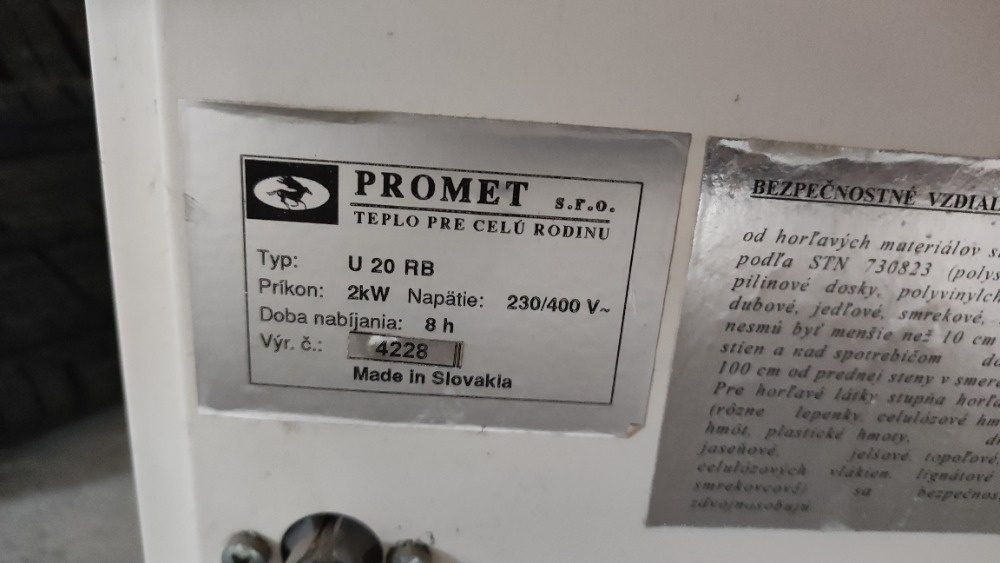 PROMET s.r.o.
TEPLO PRE CELÚ RODINU
Typ: U 20 RB
Príkon: 2kW Napätie: 230/400 V~
Doba nabíjania: 8 h
Výr. č.: 4228
Made in Slovakia
BEZPEČNOSTNÉ
od horľavých materiálov
podľa STN 730823 (polys
pilinové dosky, polyvinylch
dubové, jedľové, smrekové,
nesmú byť menšie než 10 cm
stien a nad spotrebičom
100 cm od prednej steny v smer
Pre horľavé látky stupňa horľa
(rôzne lepenky, celulózové hm
hmôt, plastické hmoty,
jaseňové, jelšové, topoľové,
celulózových vlákien, lignátové
smrekovcové) sa bezpečnos
zdvojnasobujú